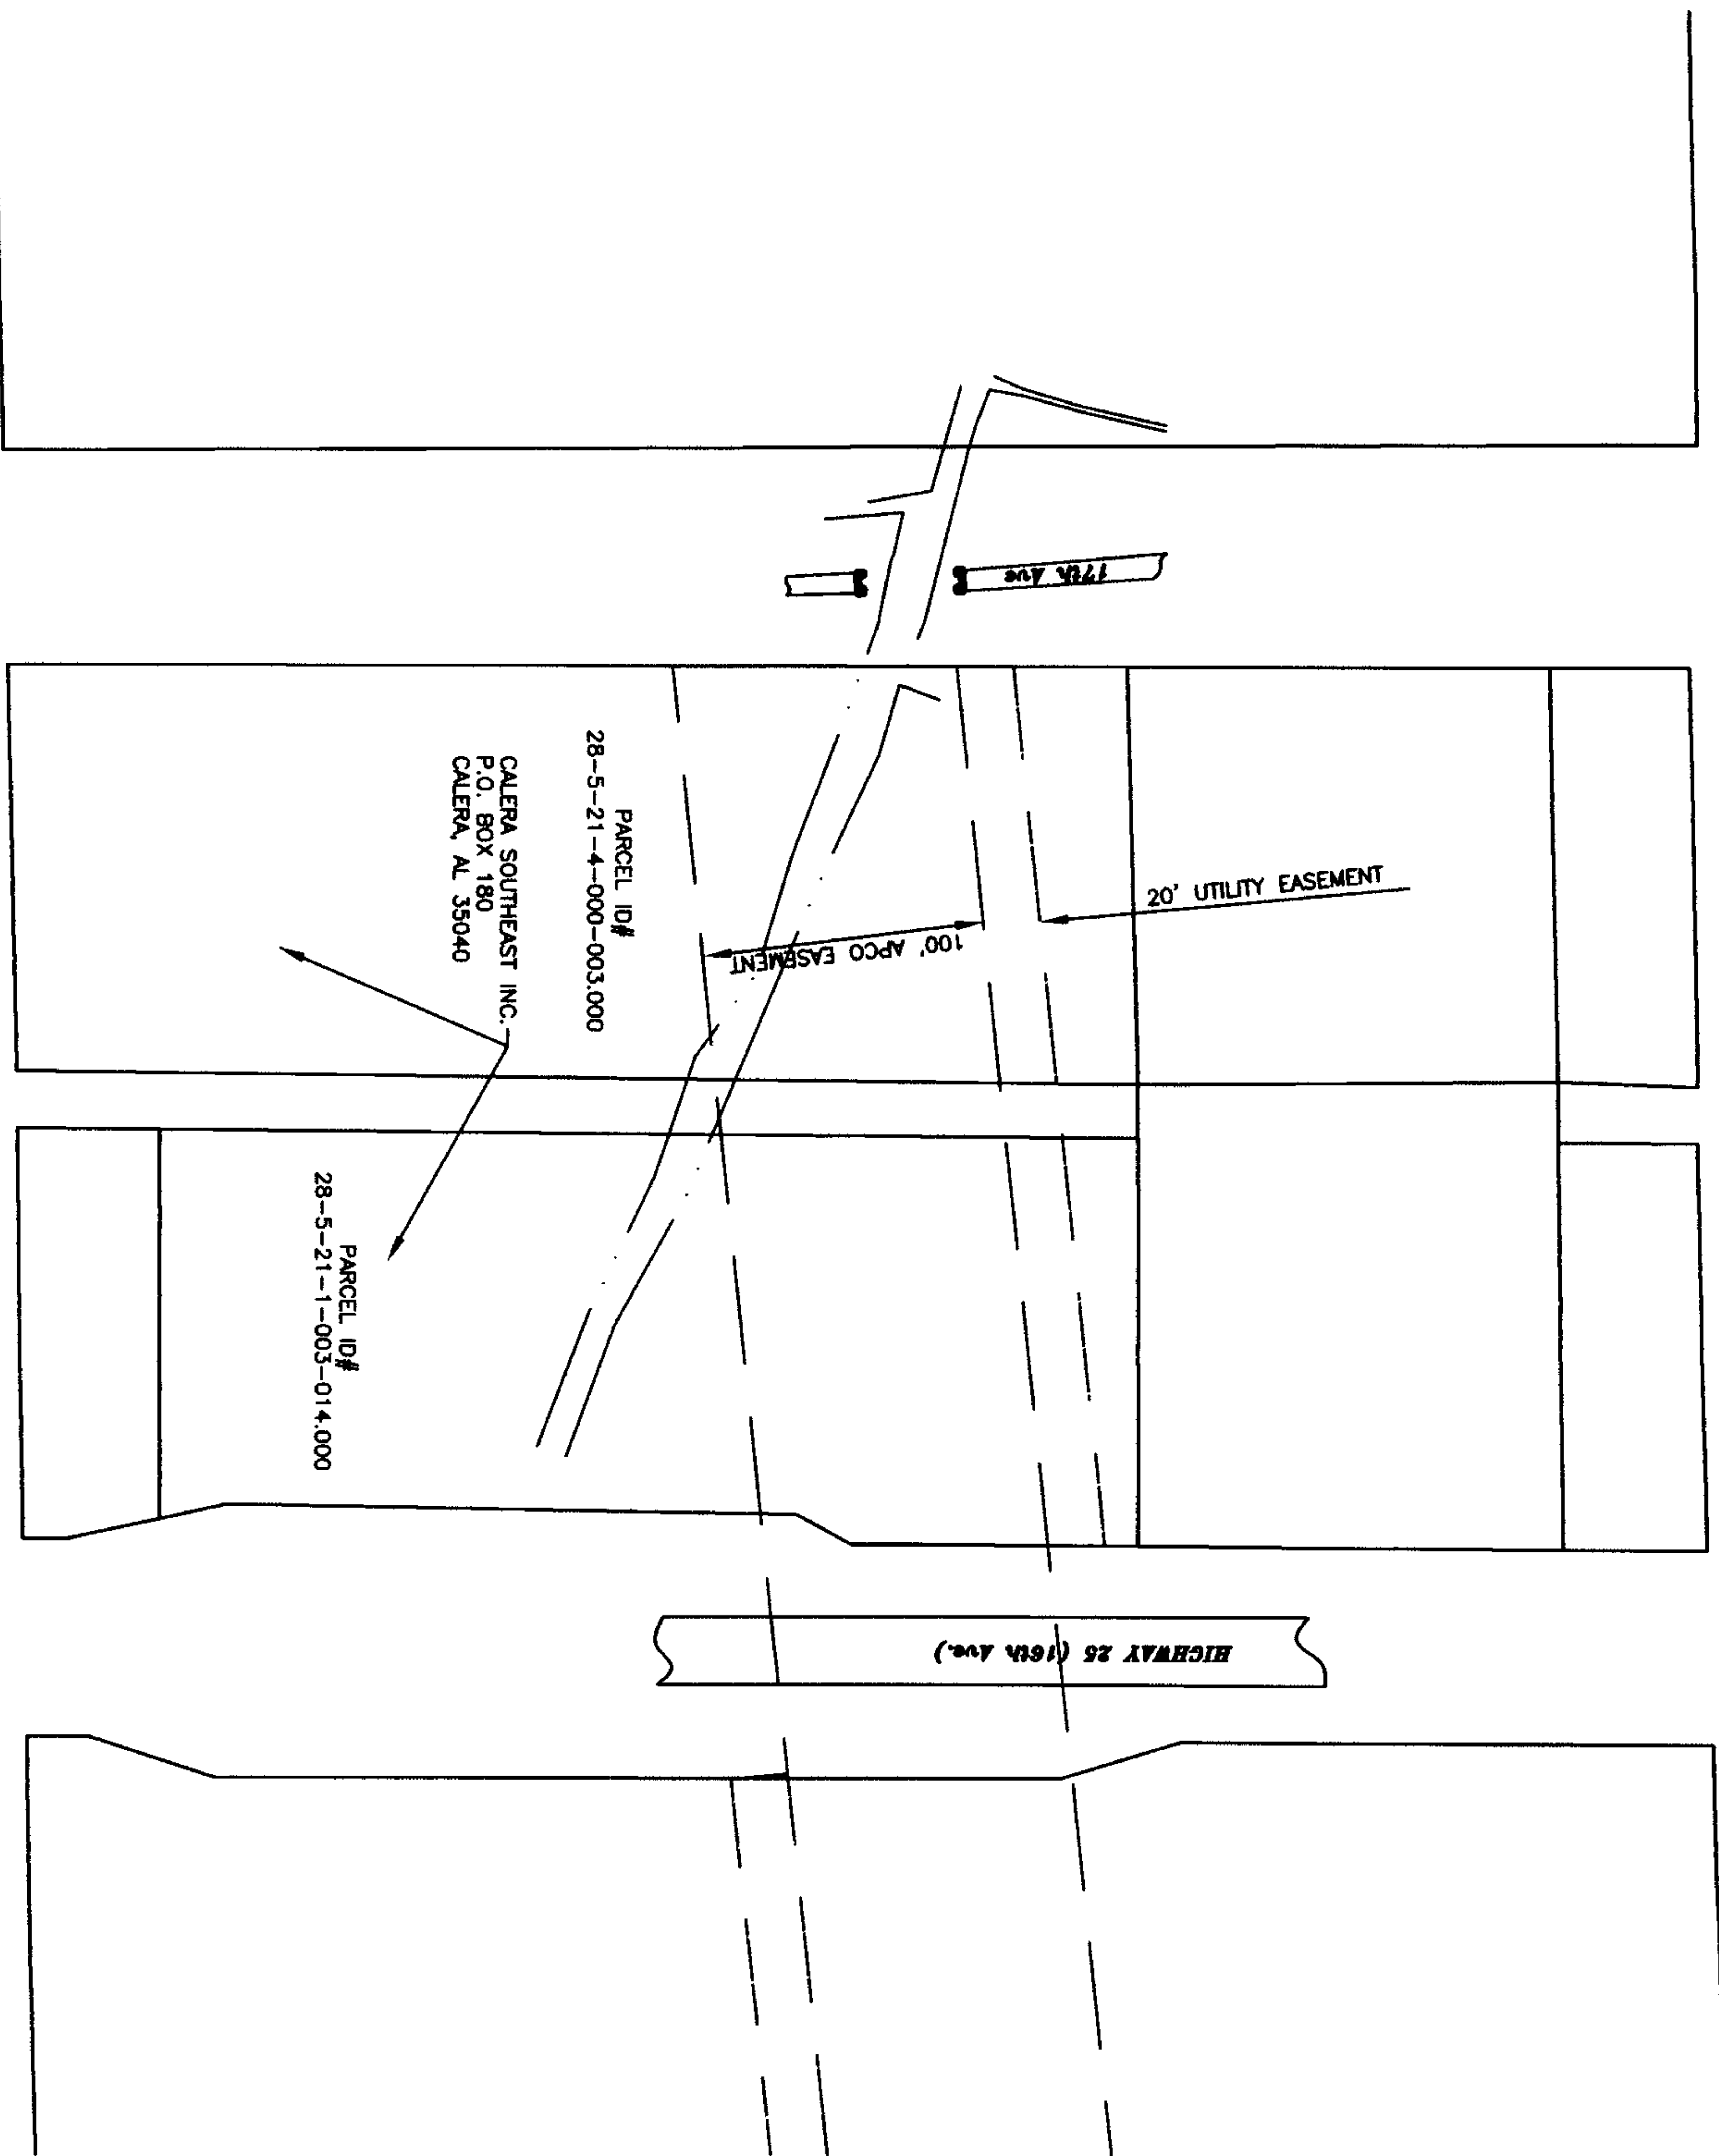 17th Ave
20' UTILITY EASEMENT
100' APCO EASEMENT
PARCEL ID#
28-5-21-4-000-003.000
CALERA SOUTHEAST INC.
P.O. BOX 180
CALERA, AL 35040
PARCEL ID#
28-5-21-1-003-014.000
HIGHWAY 25 (16th Ave.)